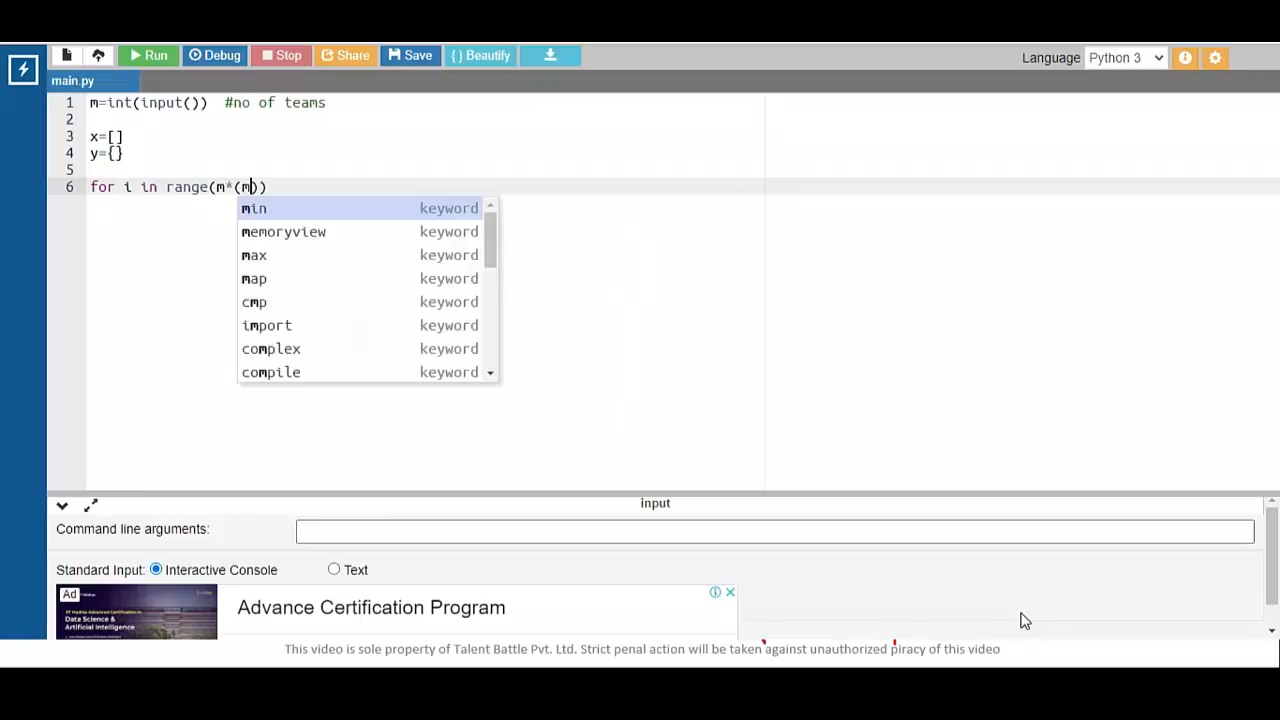 Run Debug Stop Share Save { } Beautify
Language Python 3
main.py
1 m=int(input()) #no of teams
2
3 x=[]
4 y={}
5
6 for i in range(m*(m))
min keyword
memoryview keyword
max keyword
map keyword
cmp keyword
import keyword
complex keyword
compile keyword
input
Command line arguments:
Standard Input: Interactive Console Text
Ad
Data Science &
Artificial Intelligence
Advance Certification Program
This video is sole property of Talent Battle Pvt. Ltd. Strict penal action will be taken against unauthorized piracy of this video